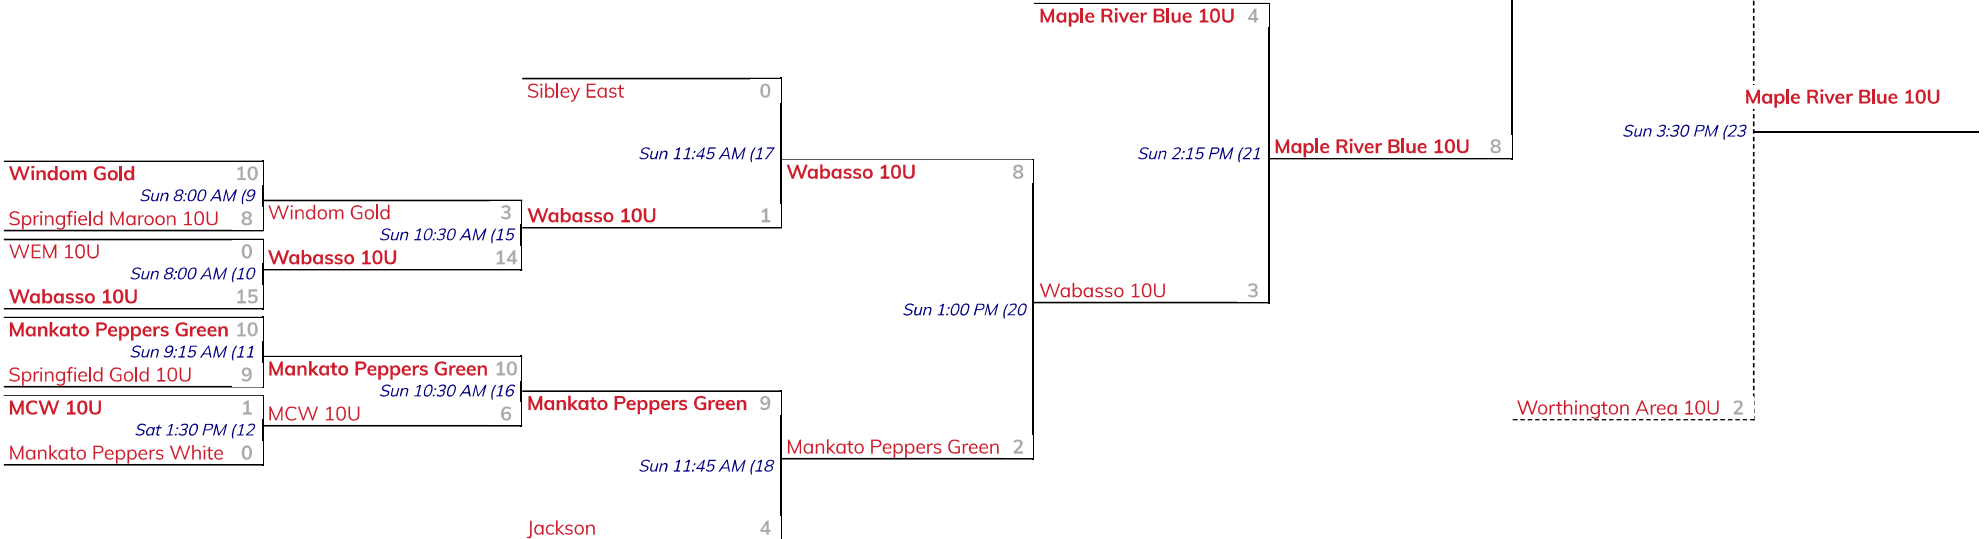 Maple River Blue 10U 4
Sibley East 0
Maple River Blue 10U
Sun 3:30 PM (23
Sun 11:45 AM (17
Sun 2:15 PM (21
Maple River Blue 10U 8
Windom Gold 10
Wabasso 10U 8
Sun 8:00 AM (9
Springfield Maroon 10U 8
Windom Gold 3
Wabasso 10U 1
Sun 10:30 AM (15
WEM 10U 0
Wabasso 10U 14
Sun 8:00 AM (10
Wabasso 10U 15
Wabasso 10U 3
Sun 1:00 PM (20
Mankato Peppers Green 10
Sun 9:15 AM (11
Springfield Gold 10U 9
Mankato Peppers Green 10
Sun 10:30 AM (16
MCW 10U 1
MCW 10U 6
Mankato Peppers Green 9
Worthington Area 10U 2
Sat 1:30 PM (12
Mankato Peppers White 0
Mankato Peppers Green 2
Sun 11:45 AM (18
Jackson 4